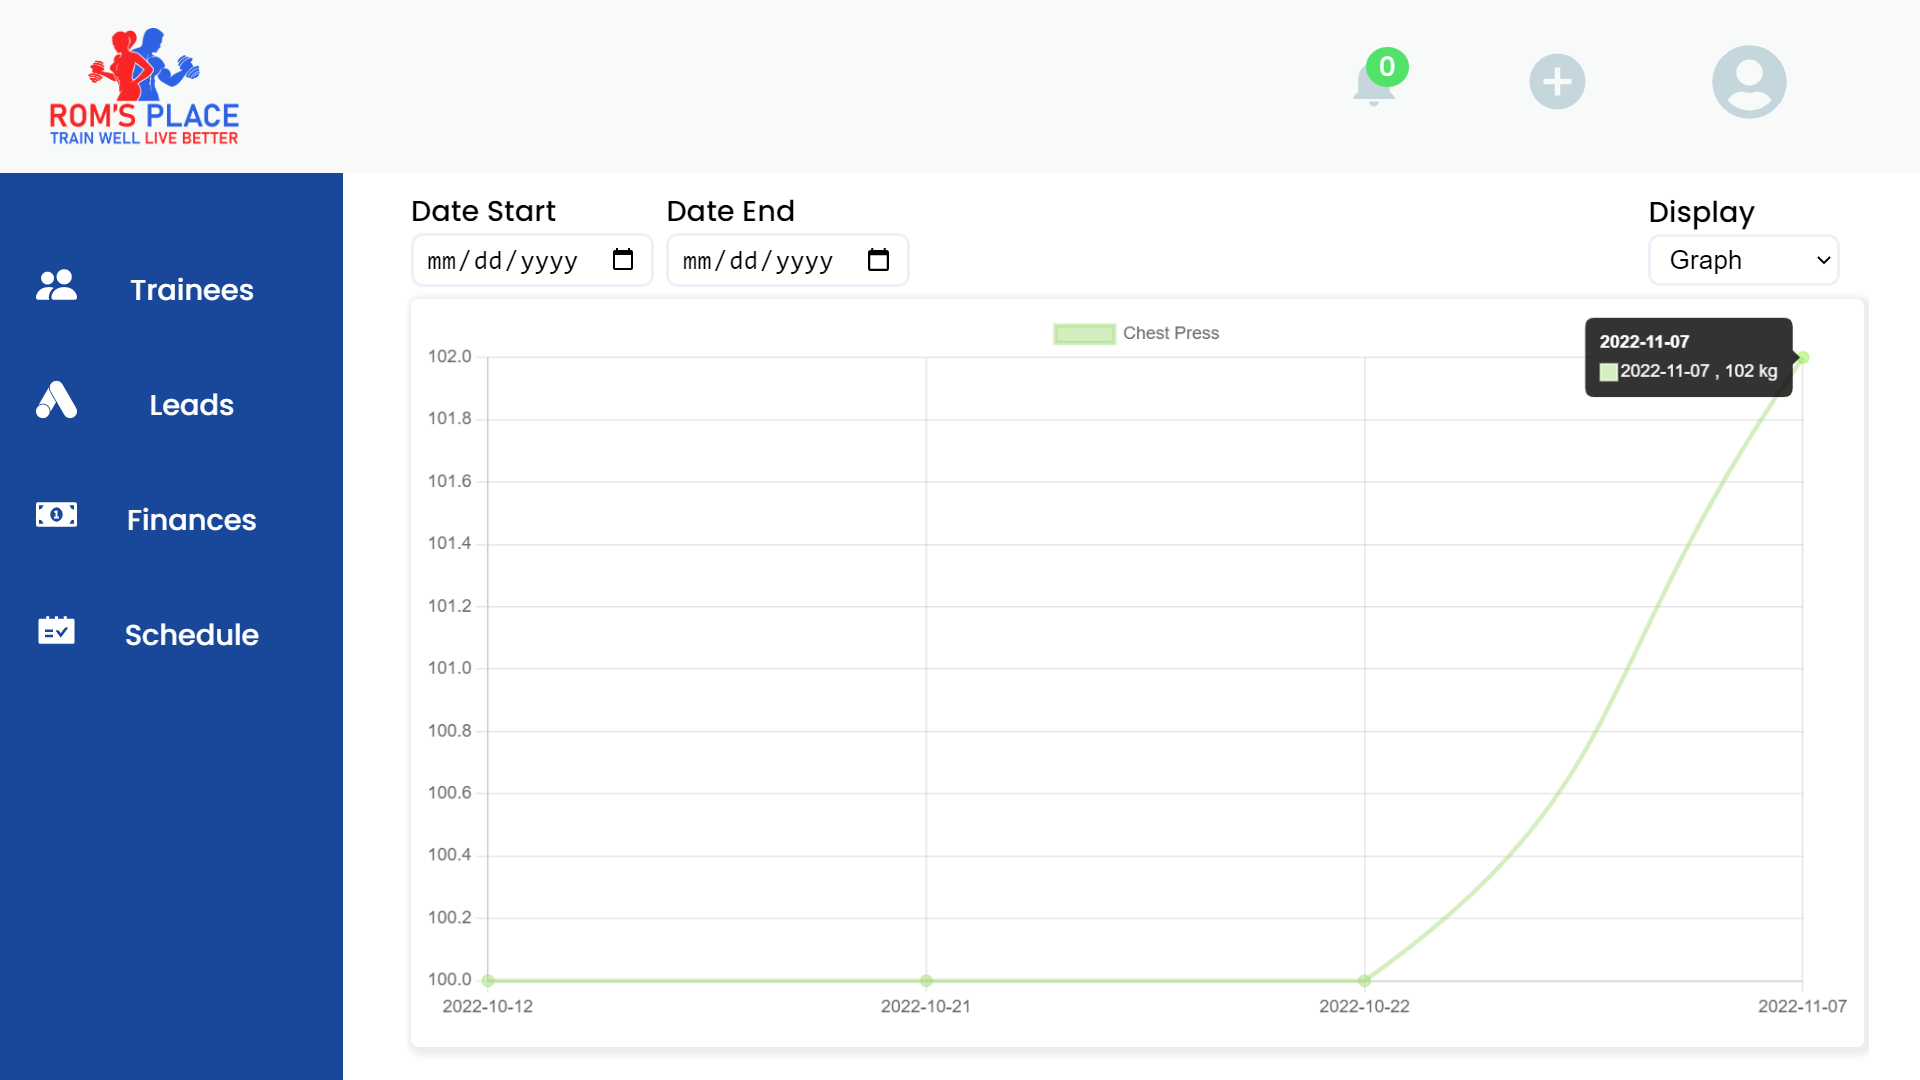 ROM'S PLACE
TRAIN WELL LIVE BETTER
0
Trainees
Leads
Finances
Schedule
Date Start
Date End
Display
mm/dd/yyyy
mm/dd/yyyy
Graph
Chest Press
2022-11-07
2022-11-07 , 102 kg
102.0
101.8
101.6
101.4
101.2
101.0
100.8
100.6
100.4
100.2
100.0
2022-10-12
2022-10-21
2022-10-22
2022-11-07